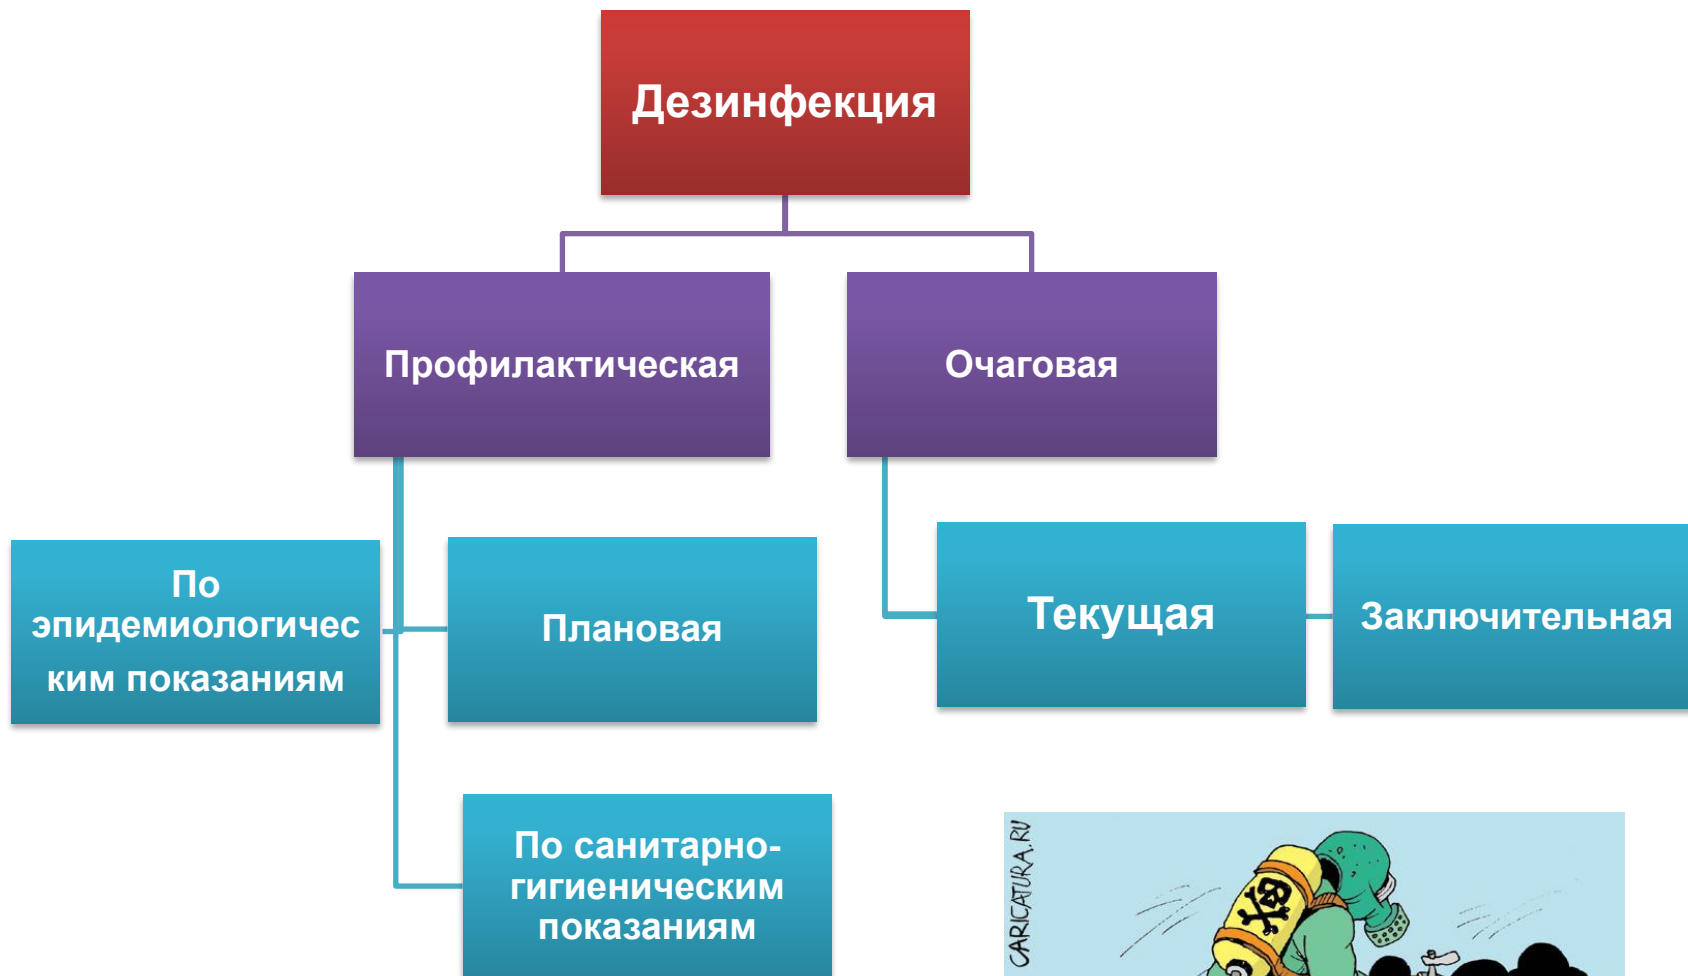 Дезинфекция
Профилактическая
Очаговая
По
эпидемиологичес
ким показаниям
Плановая
Текущая
Заключительная
По санитарно-
гигиеническим
показаниям
CARICATURA.RU